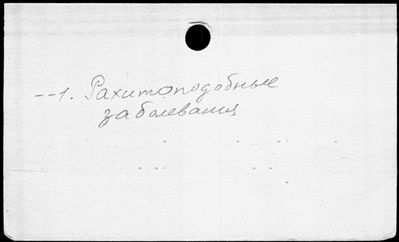 --1. Рахитоподобные
заболевания